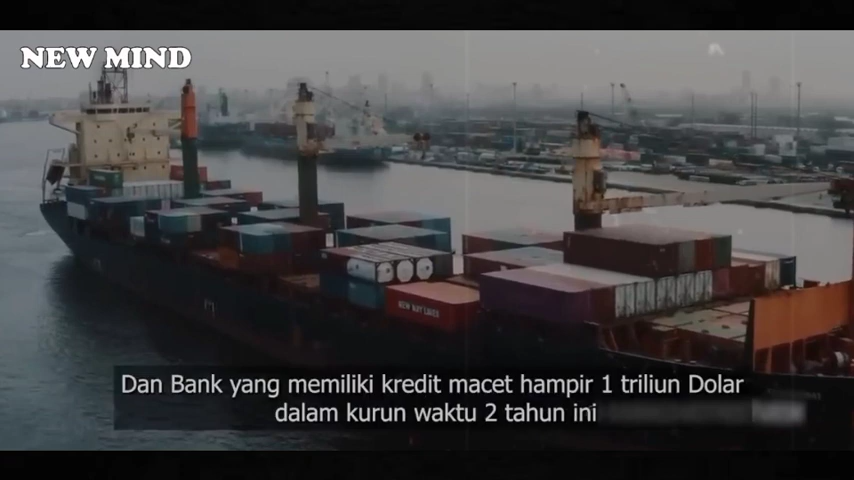 NEW MIND
NEW WAY LINES
Dan Bank yang memiliki kredit macet hampir 1 triliun Dolar
dalam kurun waktu 2 tahun ini